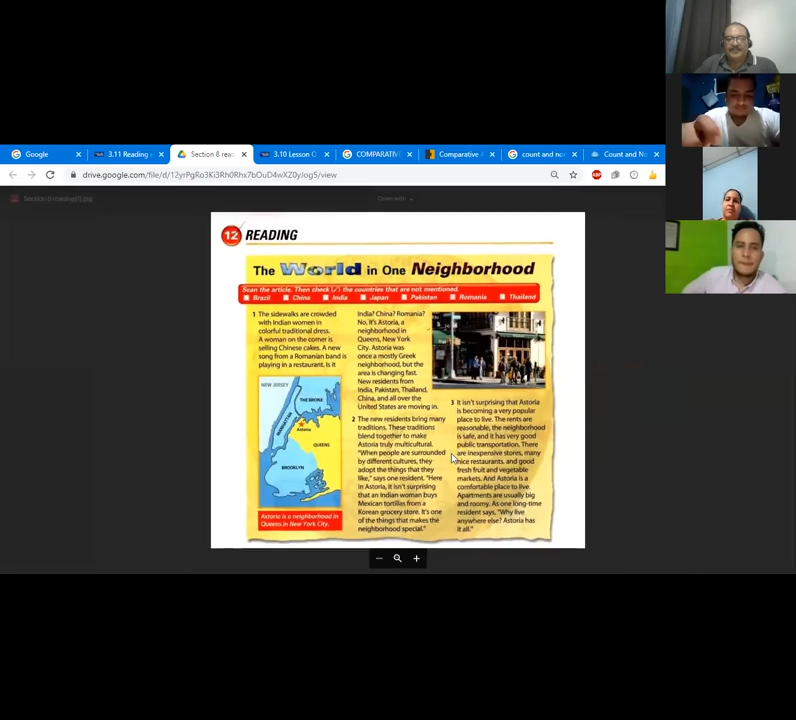 Google
3.11 Reading
Section 8 rea
3.10 Lesson O
COMPARATIVE
Comparative
count and no
Count and No
drive.google.com/file/d/12yrPgRo3Ki3Rh0Rhx7bOuD4wXZ0yJog5/view
12 READING
The World in One Neighborhood
Scan the article. Then check (✓) the countries that are not mentioned.
Brazil China India Japan Pakistan Romania Thailand
1 The sidewalks are crowded
with Indian women in
colorful traditional dress.
A woman on the corner is
selling Chinese cakes. A new
song from a Romanian band is
playing in a restaurant. Is it
NEW JERSEY
THE BRONX
MANHATTAN
Astoria
QUEENS
BROOKLYN
Astoria is a neighborhood in
Queens in New York City.
India? China? Romania?
No. It's Astoria, a
neighborhood in
Queens, New York
City. Astoria was
once a mostly Greek
neighborhood, but the
area is changing fast.
New residents from
India, Pakistan, Thailand,
China, and all over the
United States are moving in.
2 The new residents bring many
traditions. These traditions
blend together to make
Astoria truly multicultural.
"When people are surrounded
by different cultures, they
adopt the things that they
like," says one resident. "Here
in Astoria, it isn't surprising
that an Indian woman buys
Mexican tortillas from a
Korean grocery store. It's one
of the things that makes the
neighborhood special."
3 It isn't surprising that Astoria
is becoming a very popular
place to live. The rents are
reasonable, the neighborhood
is safe, and it has very good
public transportation. There
are inexpensive stores, many
nice restaurants, and good
fresh fruit and vegetable
markets. And Astoria is a
comfortable place to live.
Apartments are usually big
and roomy. As one long-time
resident says, "Why live
anywhere else? Astoria has
it all."